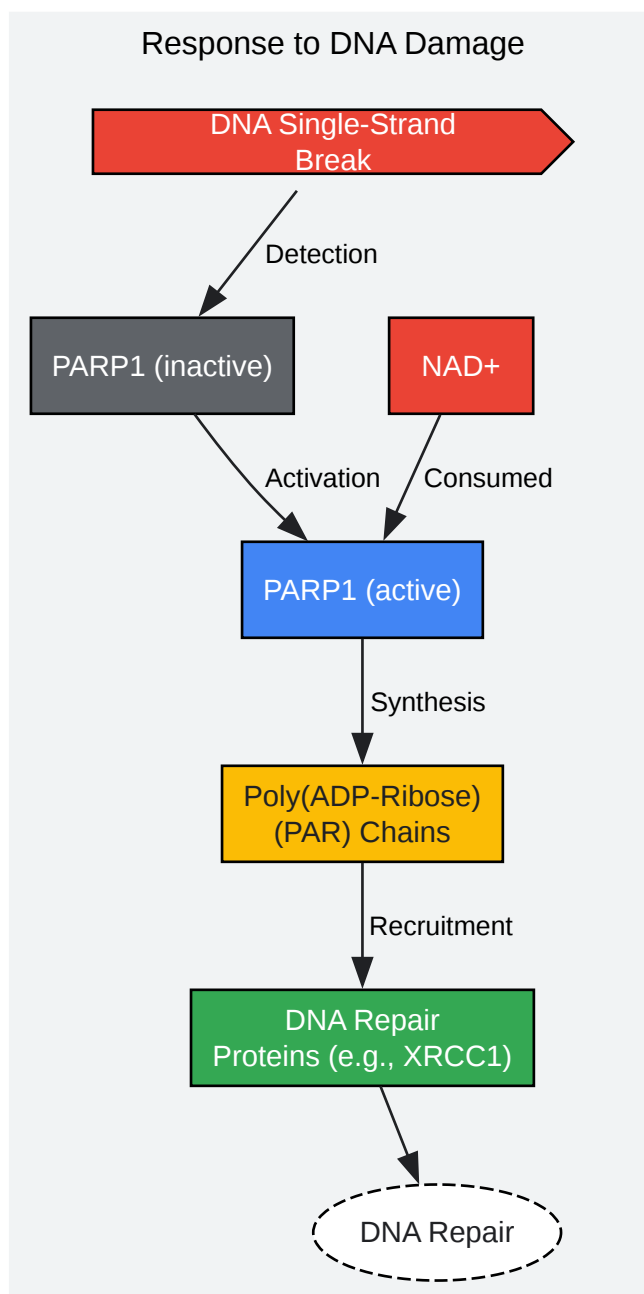 Response to DNA Damage
DNA Single-Strand
Break
Detection
PARP1 (inactive)
NAD+
Activation
Consumed
PARP1 (active)
Synthesis
Poly(ADP-Ribose)
(PAR) Chains
Recruitment
DNA Repair
Proteins (e.g., XRCC1)
DNA Repair